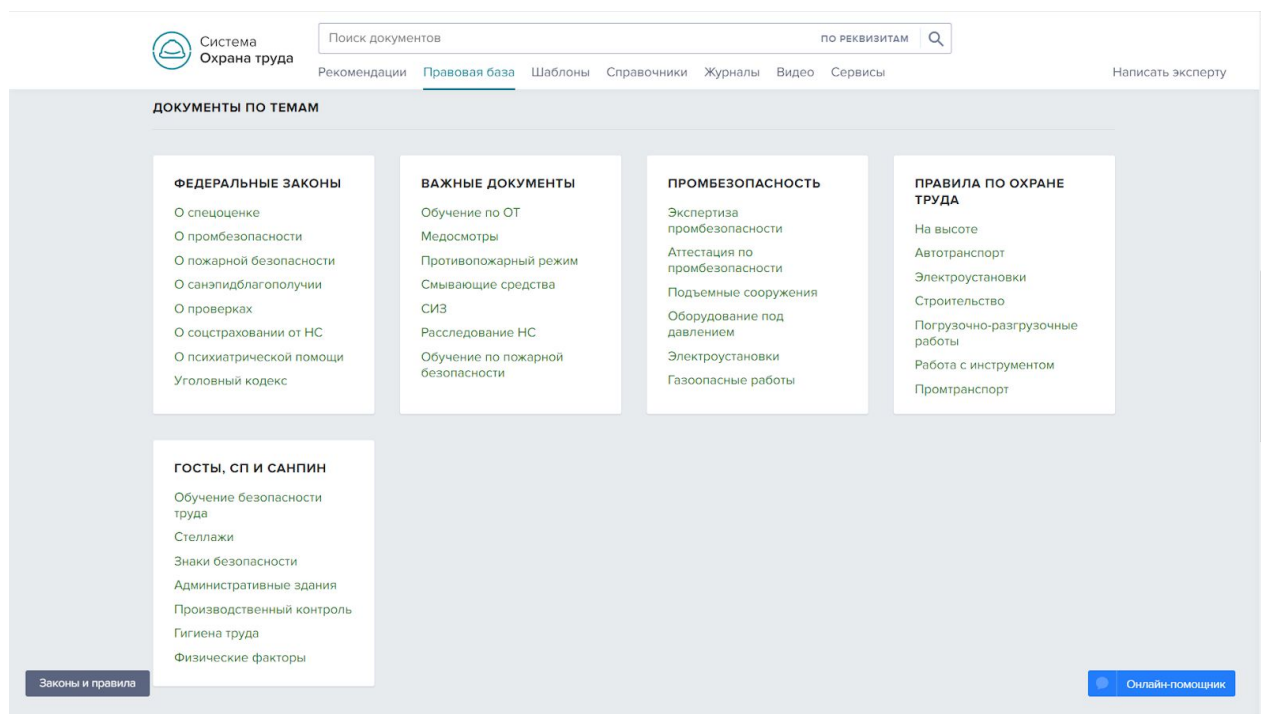 Система
Охрана труда
Поиск документов
ПО РЕКВИЗИТАМ
Рекомендации Правовая база Шаблоны Справочники Журналы Видео Сервисы
Написать эксперту
ДОКУМЕНТЫ ПО ТЕМАМ
ФЕДЕРАЛЬНЫЕ ЗАКОНЫ
О спецоценке
О промбезопасности
О пожарной безопасности
О санэпидблагополучии
О проверках
О соцстраховании от НС
О психиатрической помощи
Уголовный кодекс
ВАЖНЫЕ ДОКУМЕНТЫ
Обучение по ОТ
Медосмотры
Противопожарный режим
Смывающие средства
СИЗ
Расследование НС
Обучение по пожарной
безопасности
ПРОМБЕЗОПАСНОСТЬ
Экспертиза
промбезопасности
Аттестация по
промбезопасности
Подъемные сооружения
Оборудование под
давлением
Электроустановки
Газоопасные работы
ПРАВИЛА ПО ОХРАНЕ
ТРУДА
На высоте
Автотранспорт
Электроустановки
Строительство
Погрузочно-разгрузочные
работы
Работа с инструментом
Промтранспорт
ГОСТЫ, СП И САНПИН
Обучение безопасности
труда
Стеллажи
Знаки безопасности
Административные здания
Производственный контроль
Гигиена труда
Физические факторы
Законы и правила
Онлайн-помощник